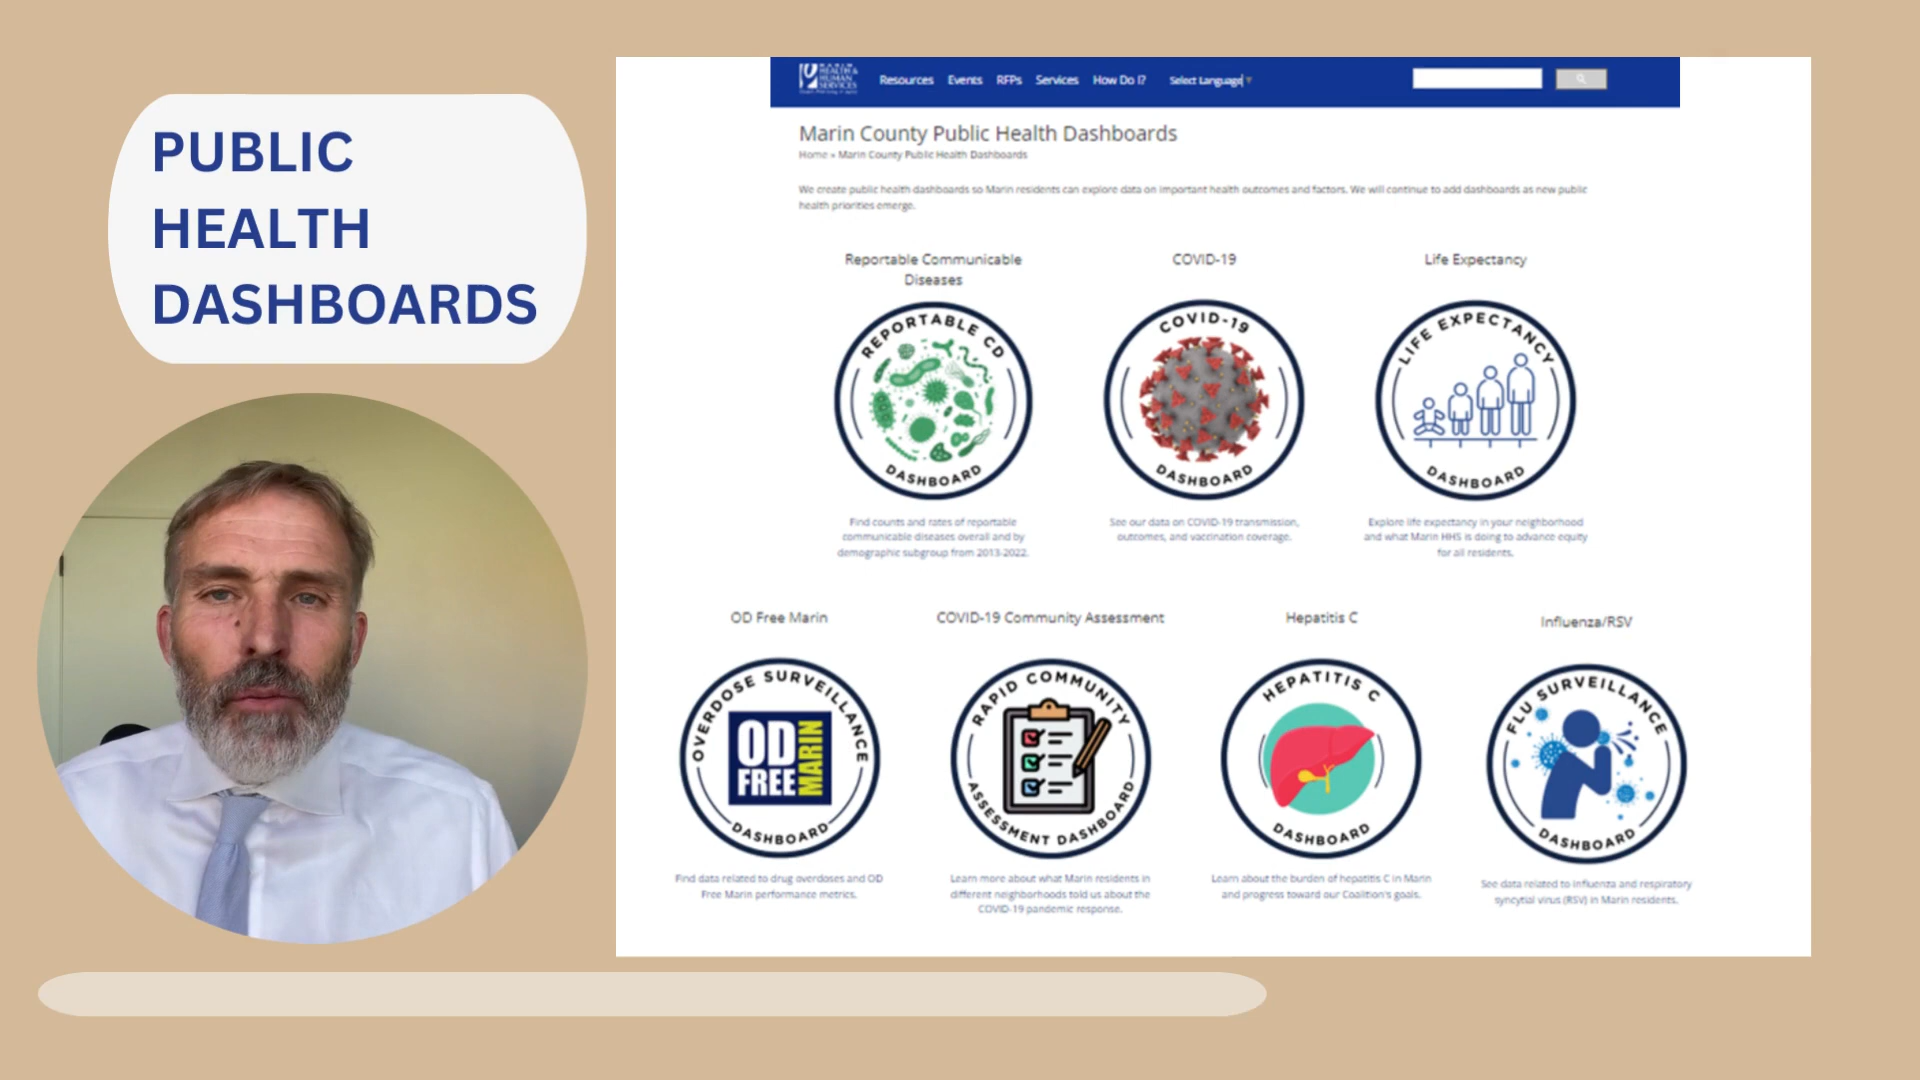 PUBLIC
HEALTH
DASHBOARDS
HEALTH &
HUMAN
SERVICES
Resources Events RFPs Services How Do I? Select Language
Marin County Public Health Dashboards
Home » Marin County Public Health Dashboards
We create public health dashboards so Marin residents can explore data on important health outcomes and factors. We will continue to add dashboards as new public
health priorities emerge.
Reportable Communicable
Diseases
COVID-19
Life Expectancy
REPORTABLE CD
DASHBOARD
COVID-19
DASHBOARD
LIFE EXPECTANCY
DASHBOARD
Find counts and rates of reportable
communicable diseases overall and by
demographic subgroup from 2013-2022.
See our data on COVID-19 transmission,
outcomes, and vaccination coverage.
Explore life expectancy in your neighborhood
and what Marin HHS is doing to advance equity
for all residents.
OD Free Marin
COVID-19 Community Assessment
Hepatitis C
Influenza/RSV
OVERDOSE SURVEILLANCE
OD
FREE
MARIN
DASHBOARD
RAPID COMMUNITY
ASSESSMENT DASHBOARD
HEPATITIS C
DASHBOARD
FLU SURVEILLANCE
DASHBOARD
Find data related to drug overdoses and OD
Free Marin performance metrics.
Learn more about what Marin residents in
different neighborhoods told us about the
COVID-19 pandemic response.
Learn about the burden of hepatitis C in Marin
and progress toward our Coalition's goals.
See data related to influenza and respiratory
syncytial virus (RSV) in Marin residents.